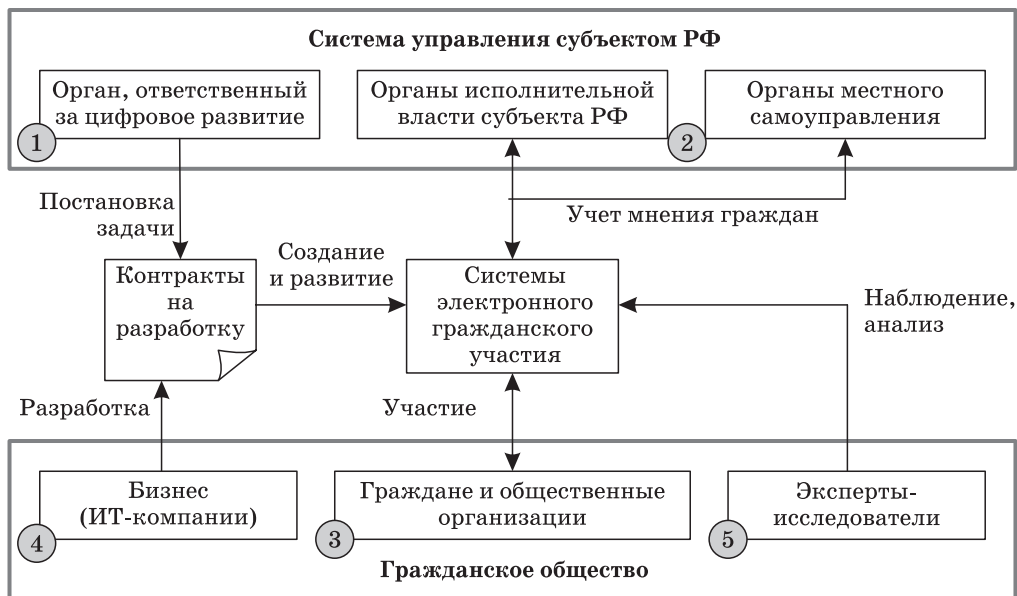 Система управления субъектом РФ
Орган, ответственный
за цифровое развитие
1
Органы исполнительной
власти субъекта РФ
2
Органы местного
самоуправления
Постановка
задачи
Учет мнения граждан
Создание
и развитие
Контракты
на
разработку
Системы
электронного
гражданского
участия
Наблюдение,
анализ
Разработка
Участие
Бизнес
(ИТ-компании)
4
Граждане и общественные
организации
3
Эксперты-
исследователи
5
Гражданское общество